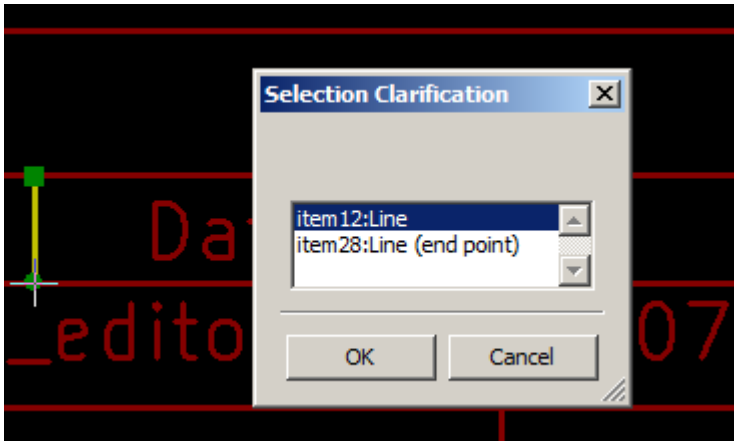 Selection Clarification
item12:Line
item28:Line (end point)
OK
Cancel
Da
_edito
07